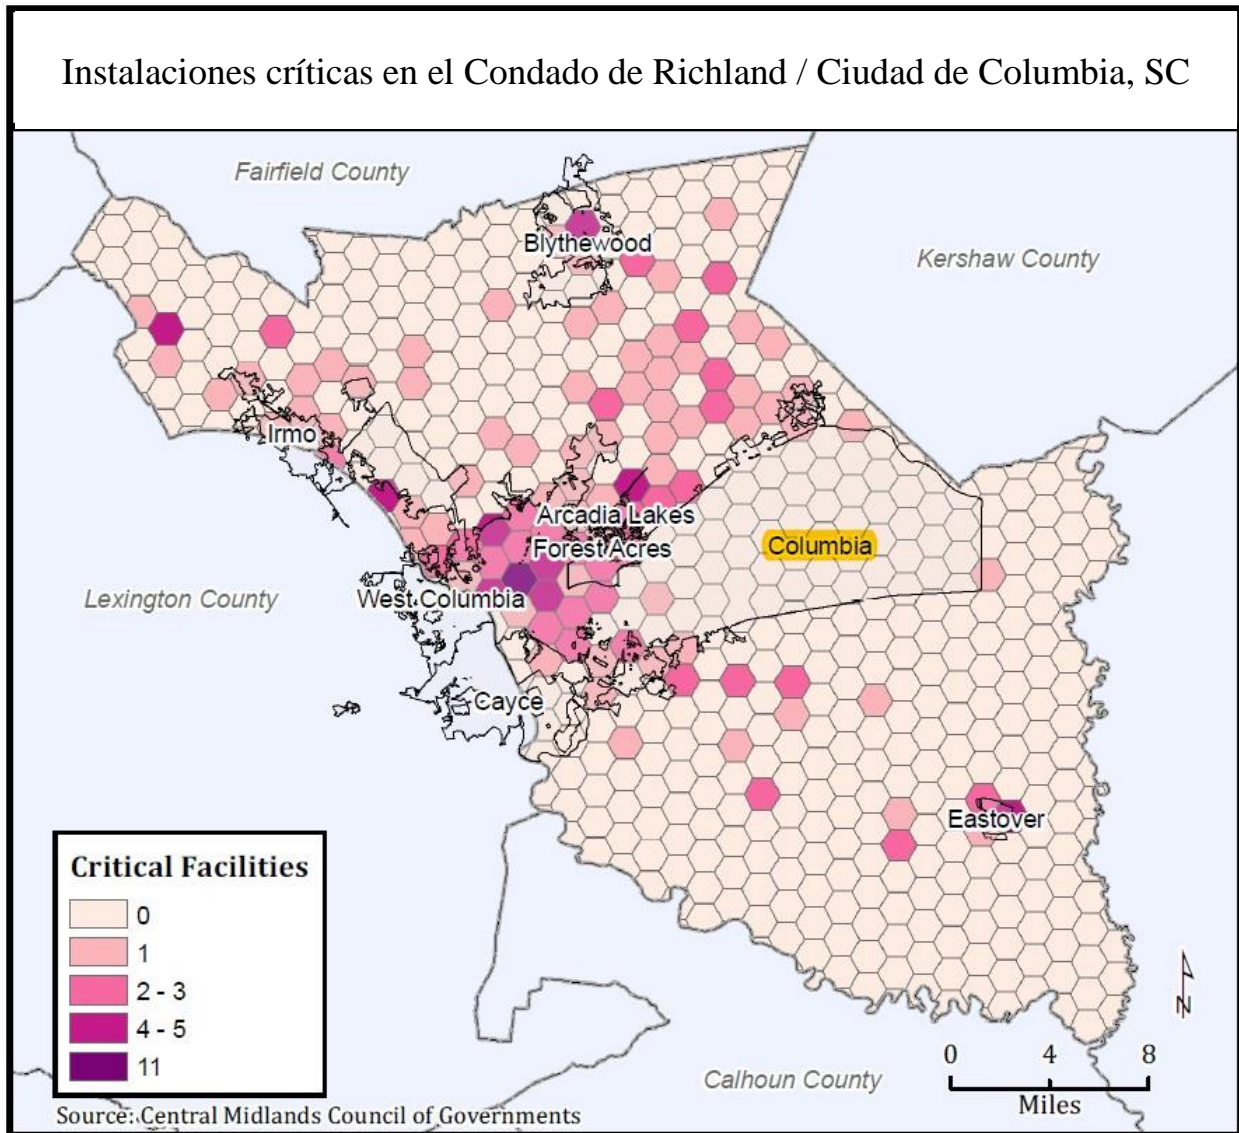 Instalaciones críticas en el Condado de Richland / Ciudad de Columbia, SC
Fairfield County
Blythewood
Kershaw County
Irmo
Arcadia Lakes
Forest Acres
Columbia
Lexington County
West Columbia
Cayce
Eastover
Critical Facilities
0
1
2 - 3
4 - 5
11
N
0 4 8
Miles
Calhoun County
Source: Central Midlands Council of Governments